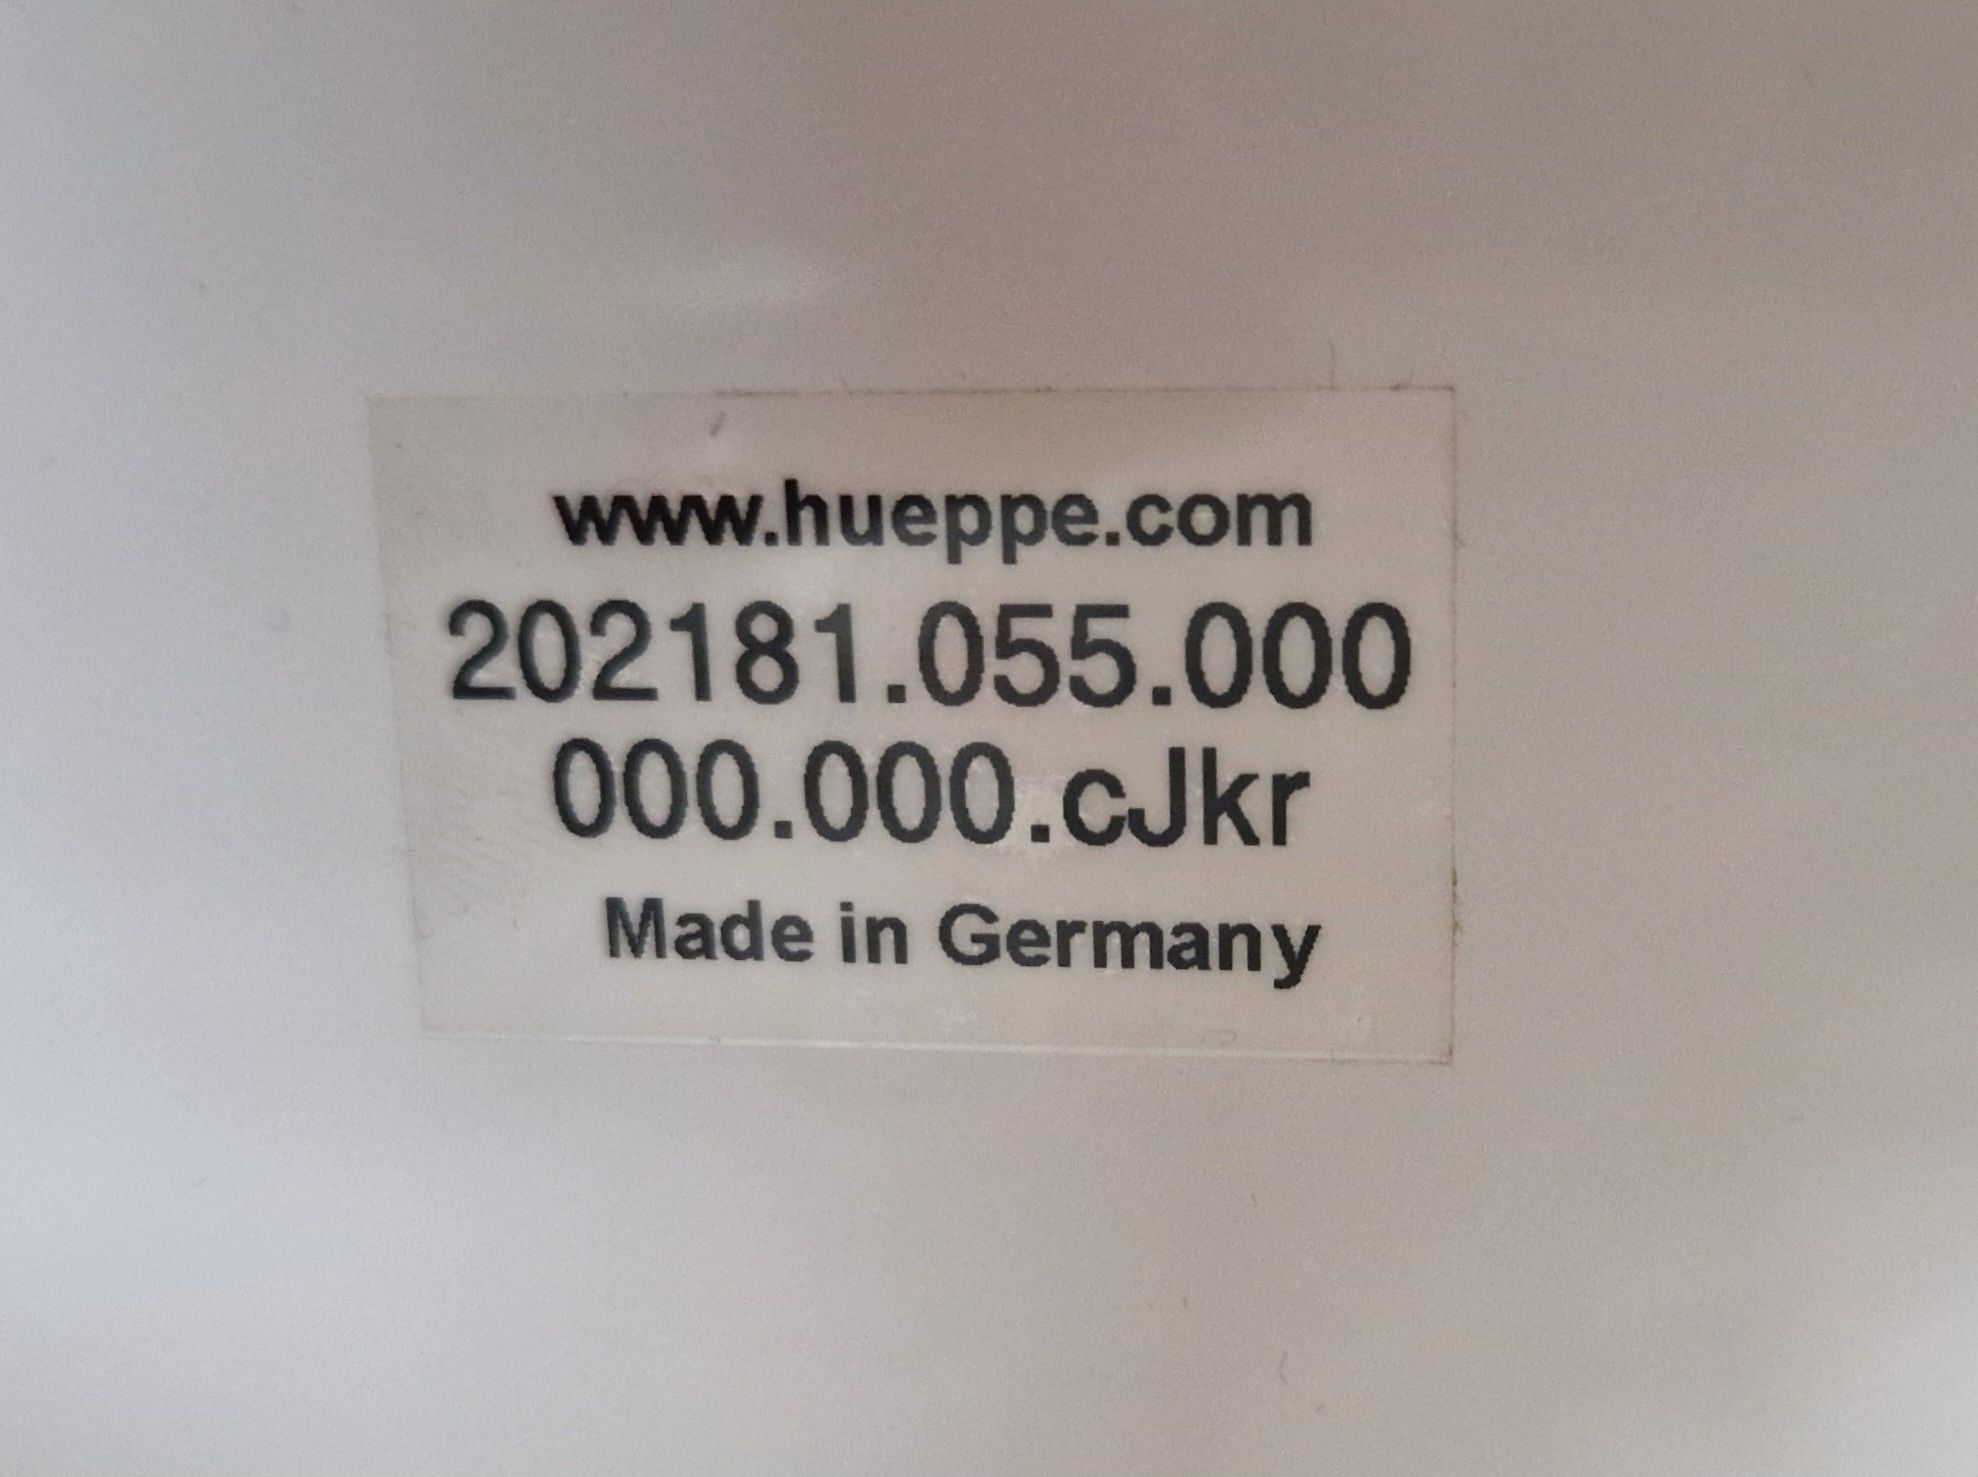 www.hueppe.com
202181.055.000
000.000.cJkr
Made in Germany